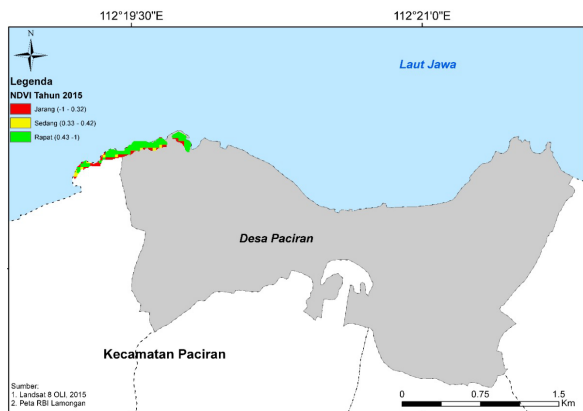 112°19'30"E
112°21'0"E
N
Laut Jawa
Legenda
NDVI Tahun 2015
Jarang (-1 - 0.32)
Sedang (0.33 - 0.42)
Rapat (0.43 -1)
Desa Paciran
Kecamatan Paciran
Sumber:
1. Landsat 8 OLI, 2015
2. Peta RBI Lamongan
0 0.75 1.5
Km